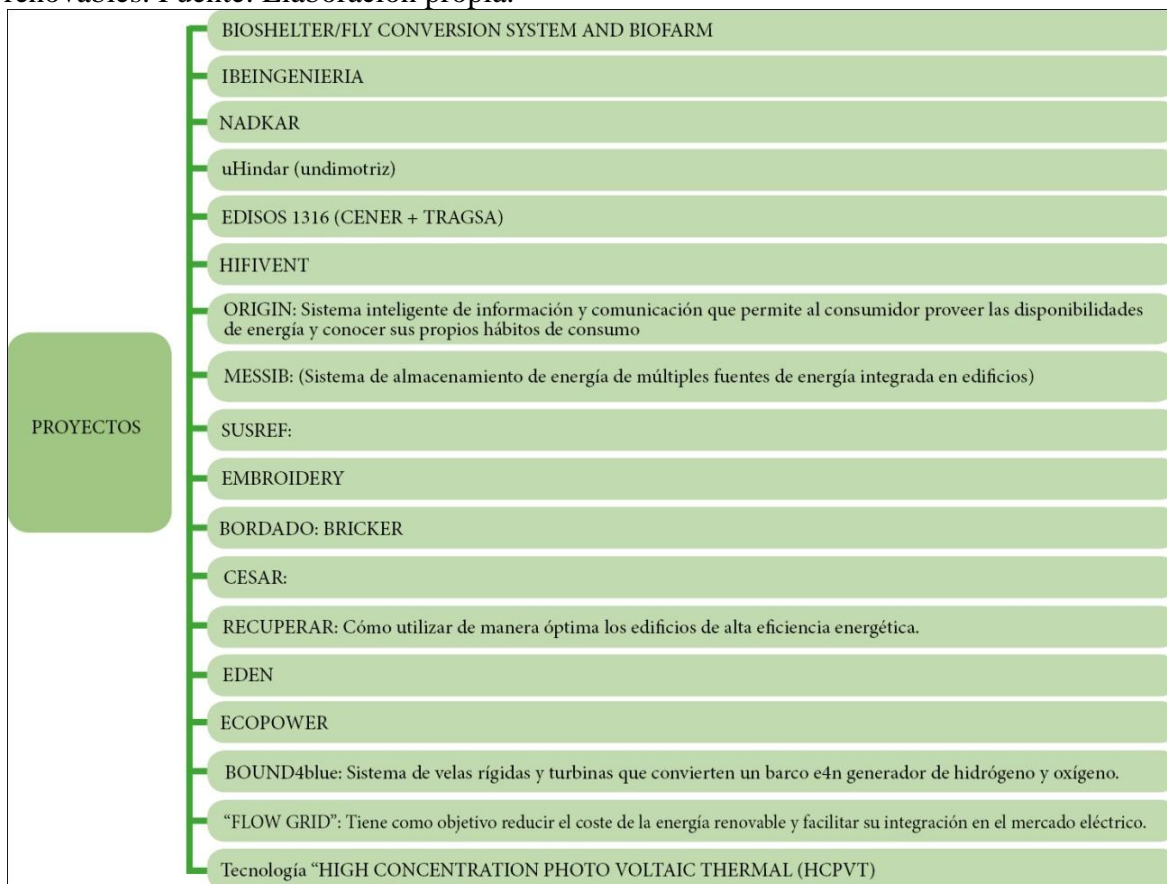 renovables. Fuente: Elaboración propia.
BIOSHELTER/FLY CONVERSION SYSTEM AND BIOFARM
IBEINGENIERIA
NADKAR
uHindar (undimotriz)
EDISOS 1316 (CENER + TRAGSA)
HIFIVENT
ORIGIN: Sistema inteligente de información y comunicación que permite al consumidor proveer las disponibilidades
de energía y conocer sus propios hábitos de consumo
MESSIB: (Sistema de almacenamiento de energía de múltiples fuentes de energía integrada en edificios)
PROYECTOS
SUSREF:
EMBROIDERY
BORDADO: BRICKER
CESAR:
RECUPERAR: Cómo utilizar de manera óptima los edificios de alta eficiencia energética.
EDEN
ECOPOWER
BOUND4blue: Sistema de velas rígidas y turbinas que convierten un barco e4n generador de hidrógeno y oxígeno.
“FLOW GRID”: Tiene como objetivo reducir el coste de la energía renovable y facilitar su integración en el mercado eléctrico.
Tecnología “HIGH CONCENTRATION PHOTO VOLTAIC THERMAL (HCPVT)